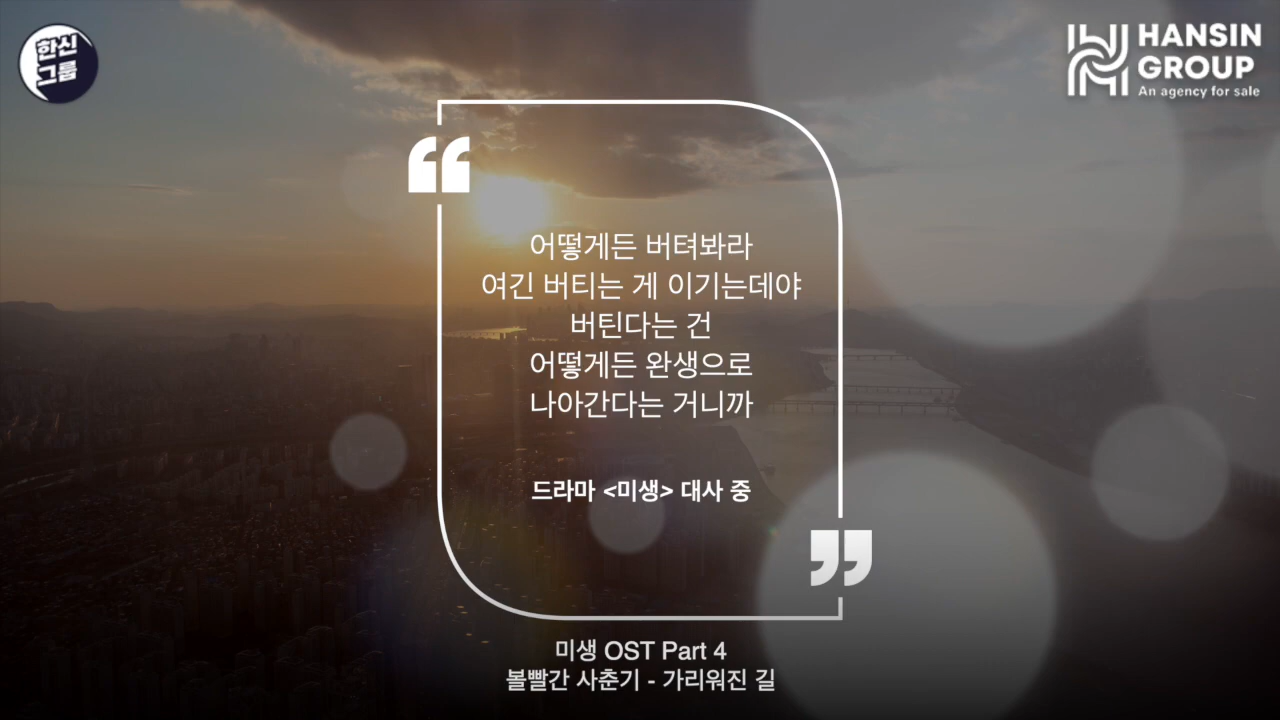 한신
그룹
HANSIN
GROUP
An agency for sale
어떻게든 버텨봐라
여긴 버티는 게 이기는데야
버틴다는 건
어떻게든 완생으로
나아간다는 거니까
드라마 <미생> 대사 중
미생 OST Part 4
볼빨간 사춘기 - 가리워진 길